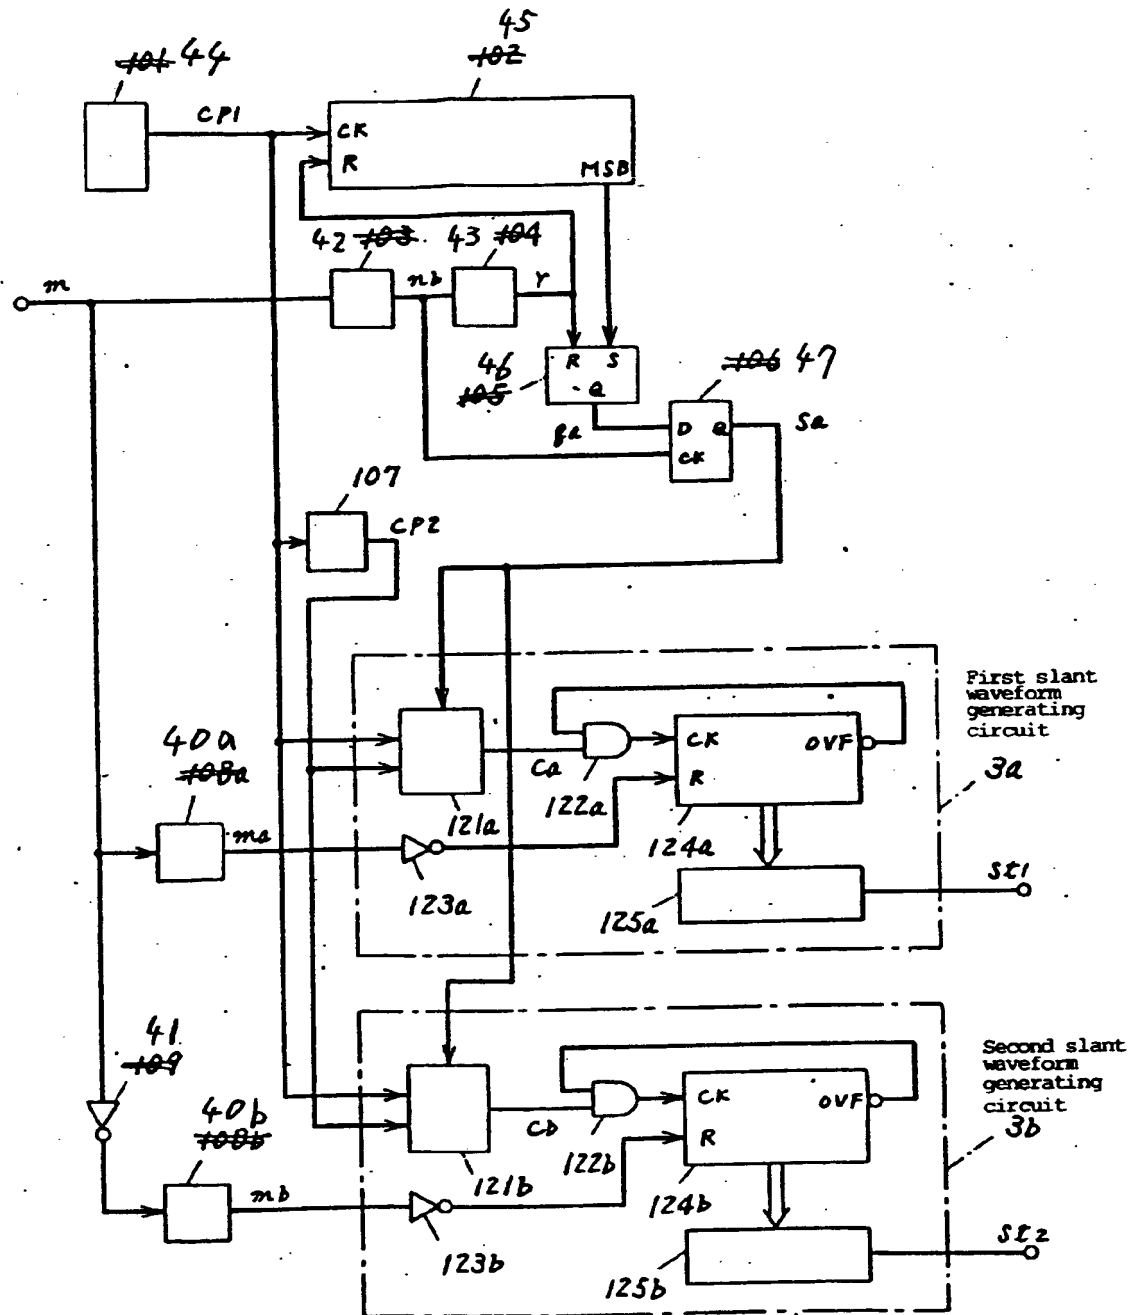 45
102
101 44
CP1
CK
R
MSB
42 103
43 104
m
nb
r
R S
Q
46
105
106 47
qa
D Q
CK
Sa
107
CP2
First slant
waveform
generating
circuit
3a
40a
108a
CK OVF
R
Ca
122a
121a
124a
ma
123a
125a
St1
41
109
Second slant
waveform
generating
circuit
3b
40b
108b
CK OVF
R
Cb
122b
121b
124b
mb
123b
125b
St2